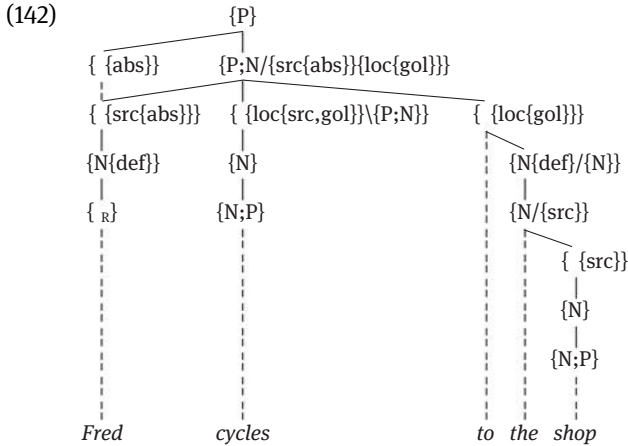 (142) {P}
{ {abs}} {P;N/{src{abs}}{loc{gol}}}
{ {src{abs}}} { {loc{src,gol}}\{P;N}} { {loc{gol}}}
{N{def}} {N} {N{def}/{N}}
{ R} {N;P} {N/{src}}
{ {src}}
{N}
{N;P}
Fred cycles to the shop